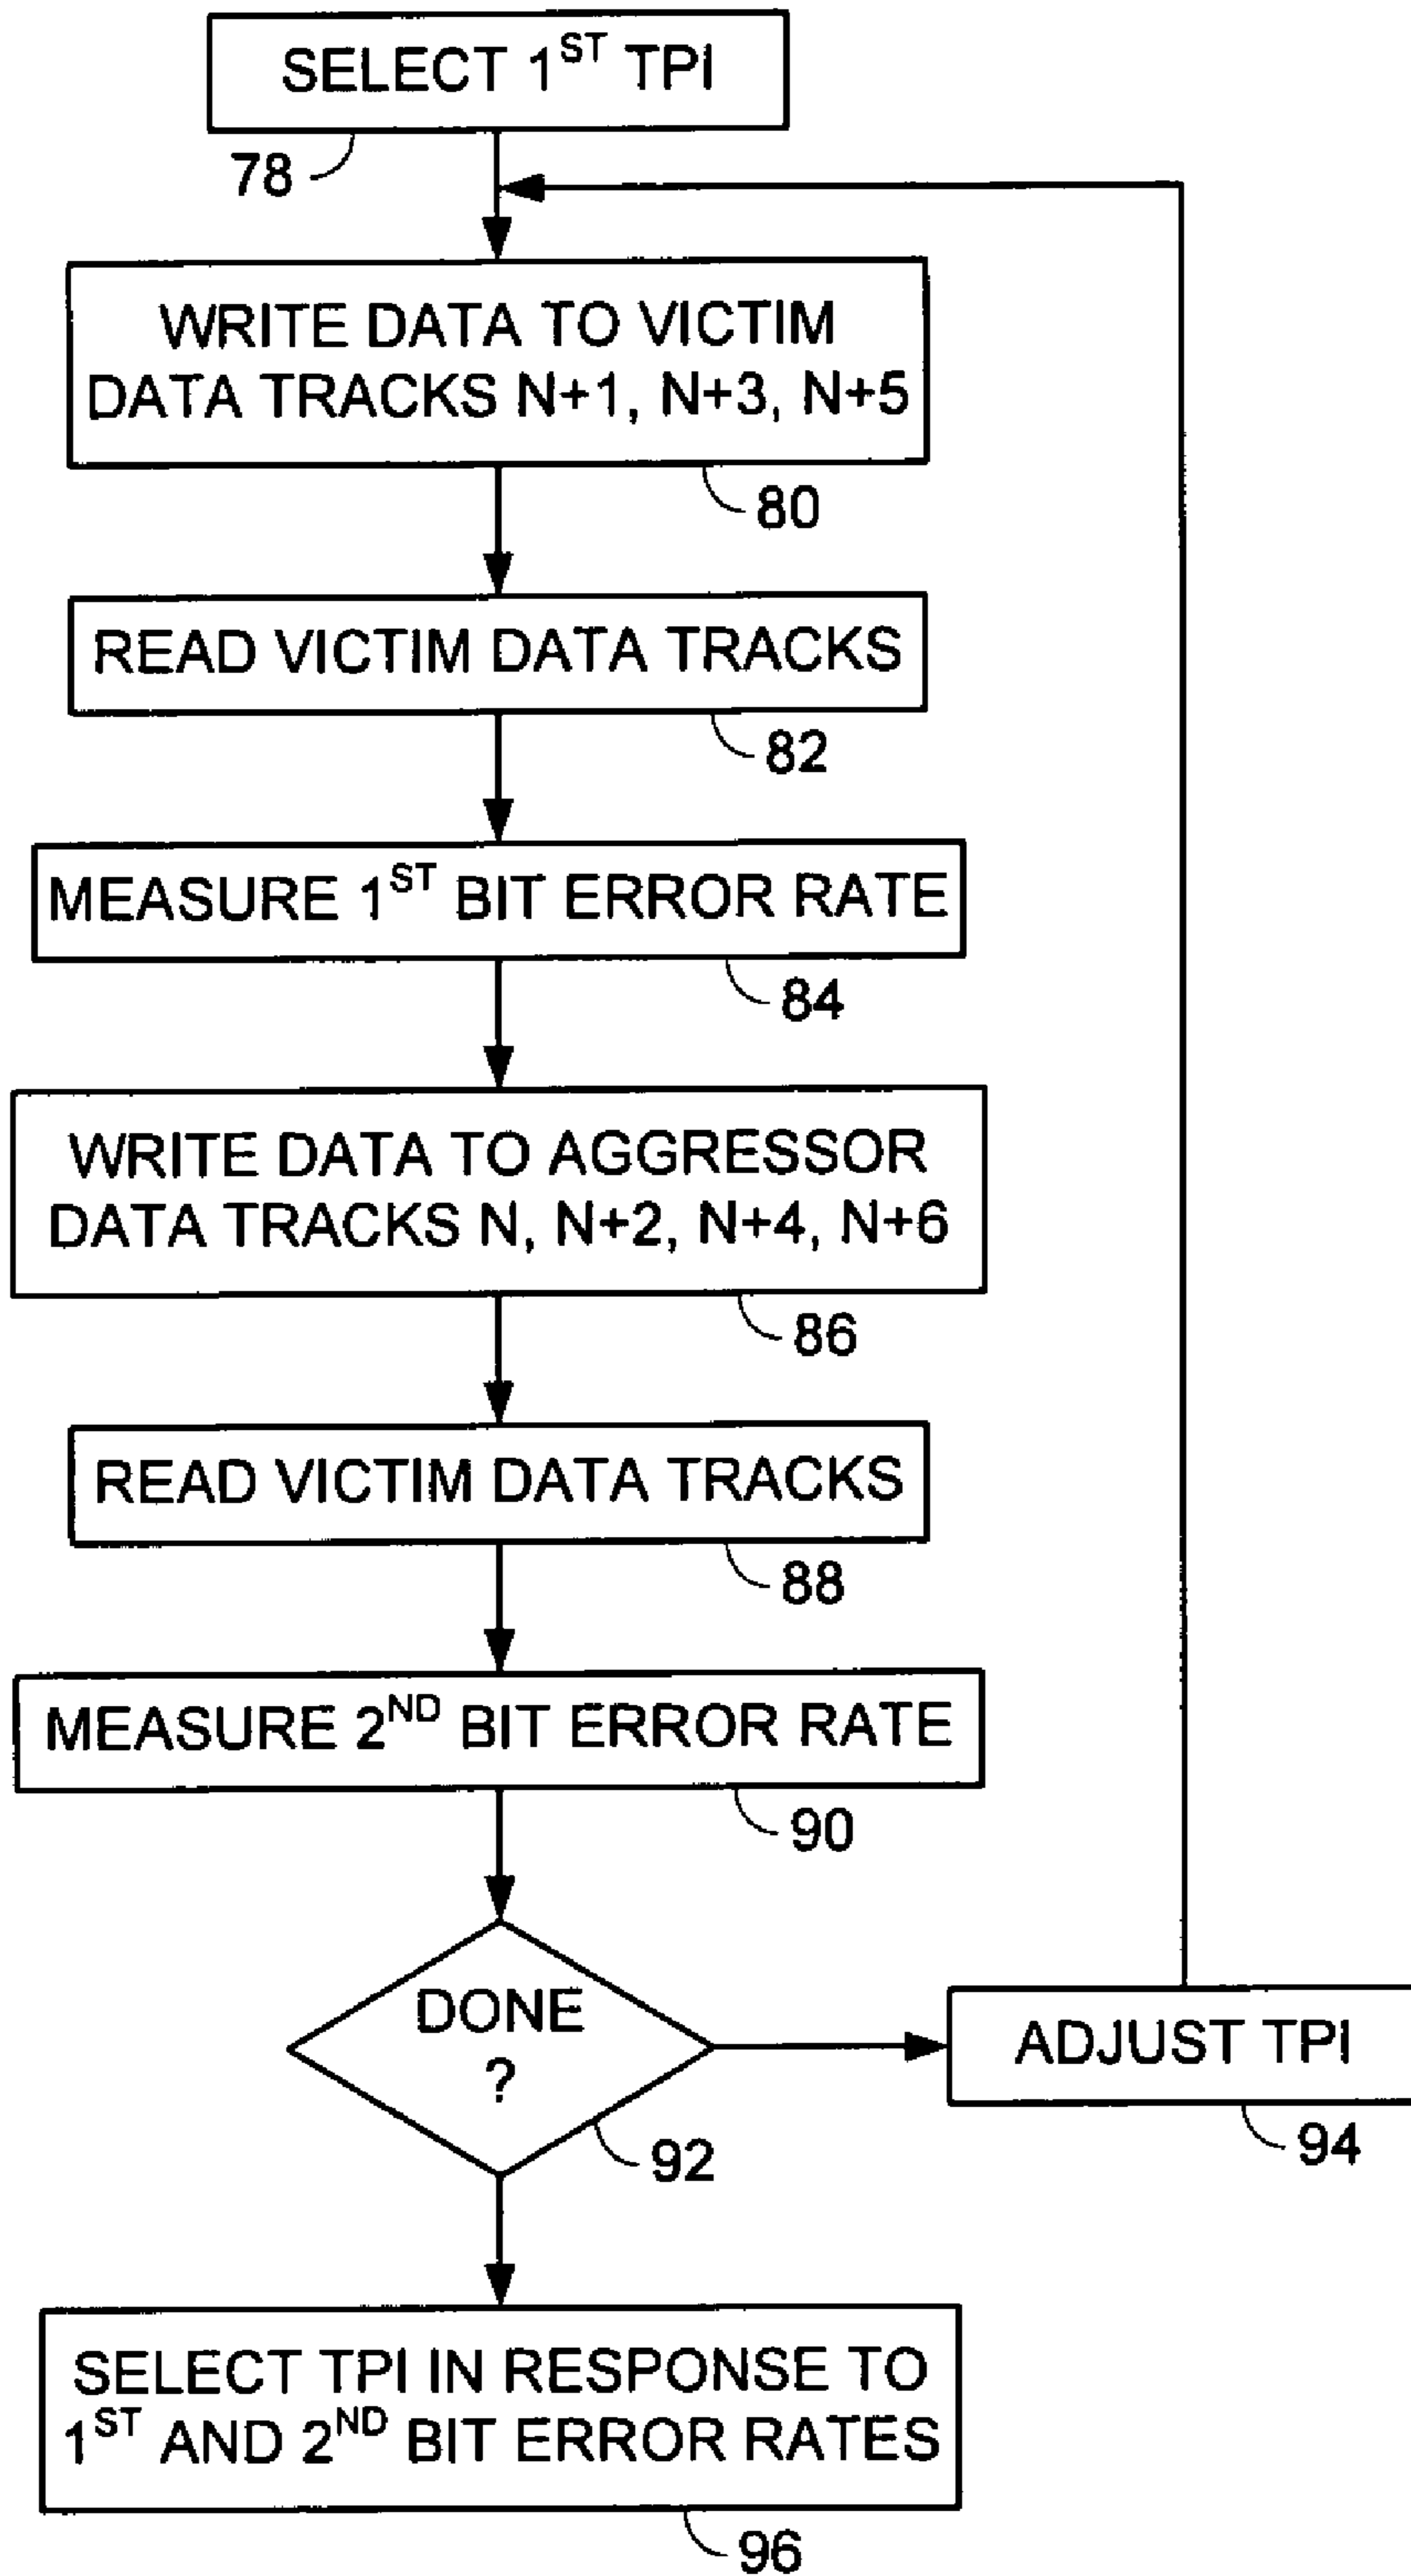 SELECT 1ST TPI
78
WRITE DATA TO VICTIM
DATA TRACKS N+1, N+3, N+5
80
READ VICTIM DATA TRACKS
82
MEASURE 1ST BIT ERROR RATE
84
WRITE DATA TO AGGRESSOR
DATA TRACKS N, N+2, N+4, N+6
86
READ VICTIM DATA TRACKS
88
MEASURE 2ND BIT ERROR RATE
90
DONE
?
92
ADJUST TPI
94
SELECT TPI IN RESPONSE TO
1ST AND 2ND BIT ERROR RATES
96